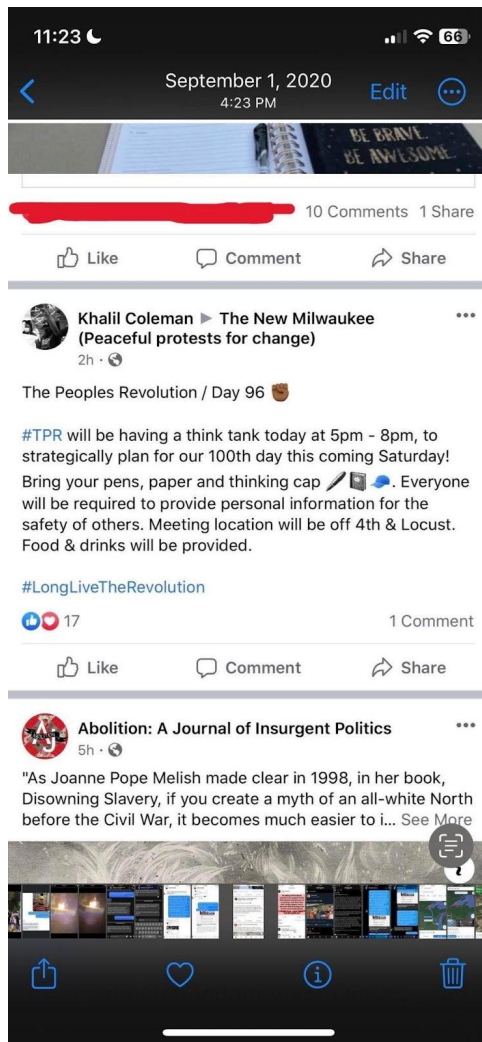 11:23
66
September 1, 2020
4:23 PM
Edit
BE BRAVE.
BE AWESOME.
10 Comments 1 Share
Like Comment Share
Khalil Coleman ▸ The New Milwaukee
(Peaceful protests for change)
2h ·
The Peoples Revolution / Day 96 ✊🏾
#TPR will be having a think tank today at 5pm - 8pm, to
strategically plan for our 100th day this coming Saturday!
Bring your pens, paper and thinking cap 🖊️📓🧢. Everyone
will be required to provide personal information for the
safety of others. Meeting location will be off 4th & Locust.
Food & drinks will be provided.
#LongLiveTheRevolution
17 1 Comment
Like Comment Share
Abolition: A Journal of Insurgent Politics
5h ·
"As Joanne Pope Melish made clear in 1998, in her book,
Disowning Slavery, if you create a myth of an all-white North
before the Civil War, it becomes much easier to i... See More